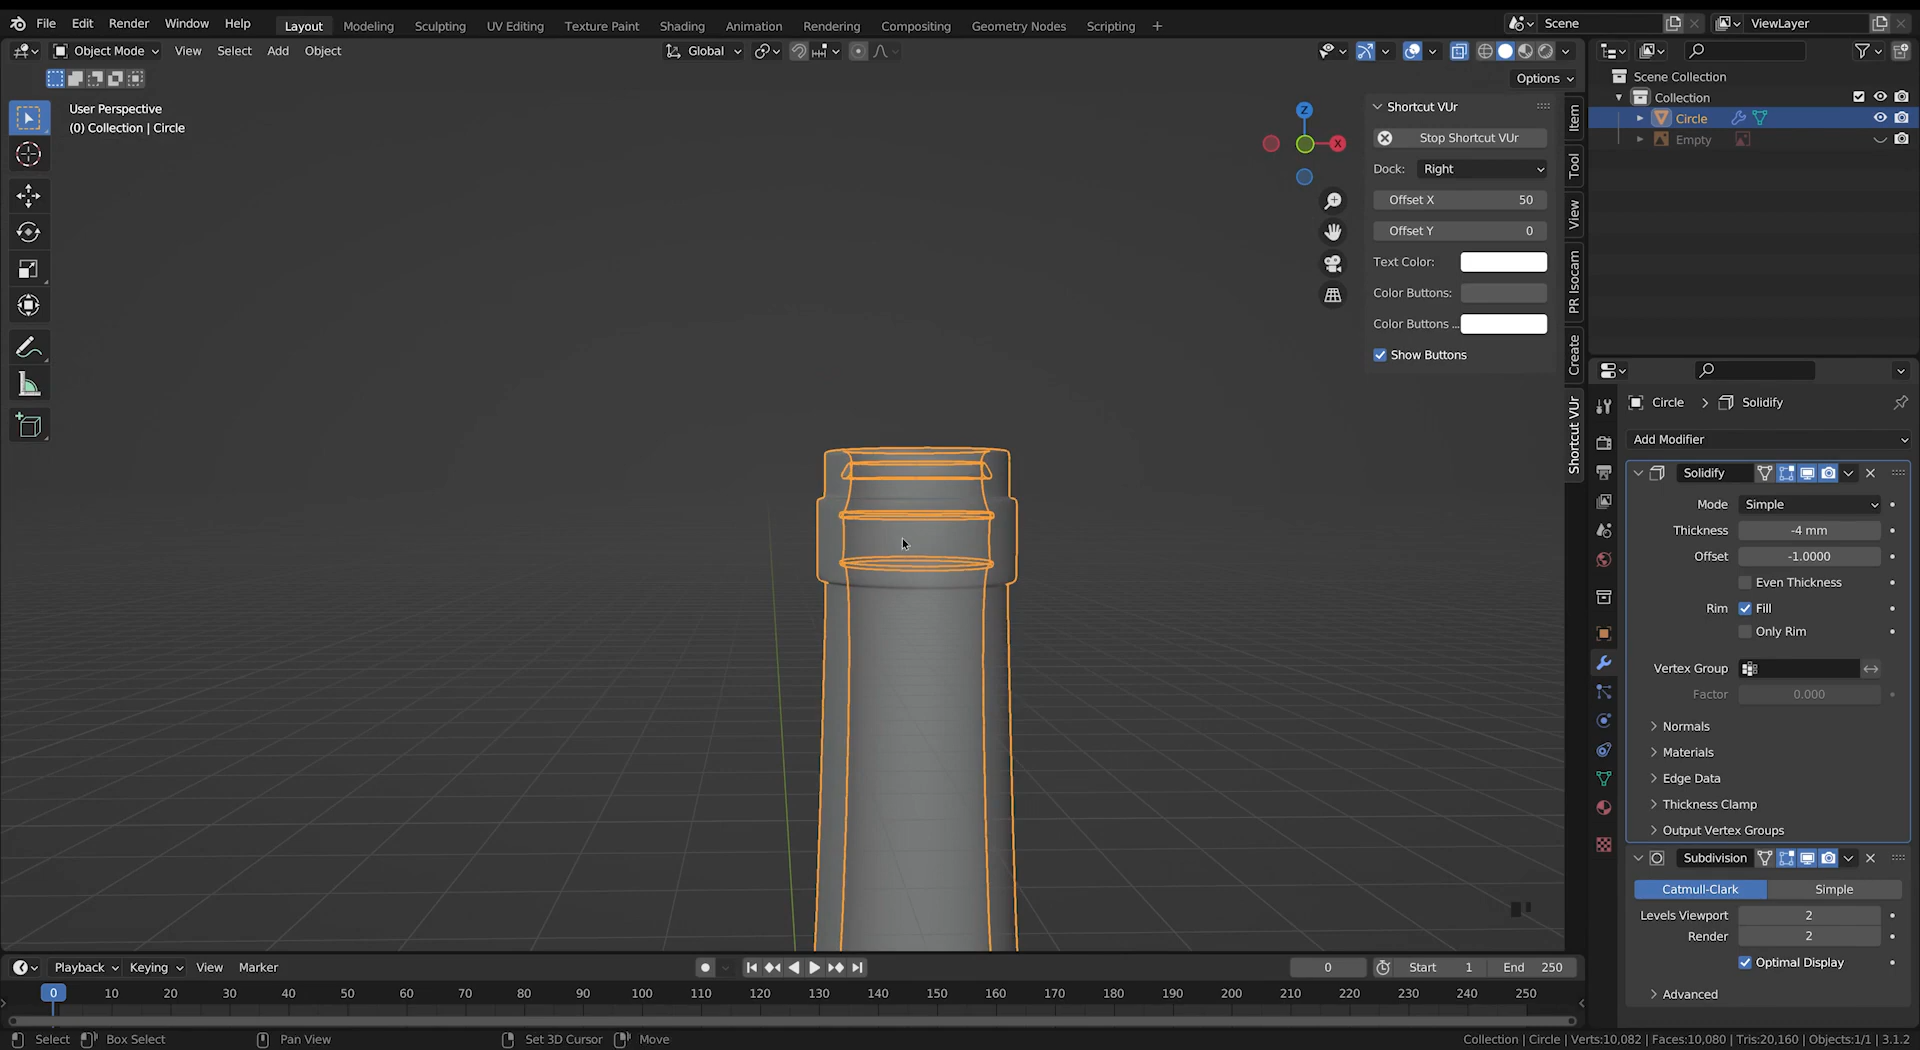 File Edit Render Window Help Layout Modeling Sculpting UV Editing Texture Paint Shading Animation Rendering Compositing Geometry Nodes Scripting + Scene ViewLayer
Object Mode View Select Add Object Global
Options
User Perspective
(0) Collection | Circle
Z
X
Shortcut VUr
Stop Shortcut VUr
Dock: Right
Offset X 50
Offset Y 0
Text Color:
Color Buttons:
Color Buttons ...
Show Buttons
Item
Tool
View
PR Isocam
Create
Shortcut VUr
Scene Collection
Collection
Circle
Empty
Circle > Solidify
Add Modifier
Solidify
Mode Simple
Thickness -4 mm
Offset -1.0000
Even Thickness
Rim Fill
Only Rim
Vertex Group
Factor 0.000
Normals
Materials
Edge Data
Thickness Clamp
Output Vertex Groups
Subdivision
Catmull-Clark Simple
Levels Viewport 2
Render 2
Optimal Display
Advanced
Playback Keying View Marker 0 Start 1 End 250
0 10 20 30 40 50 60 70 80 90 100 110 120 130 140 150 160 170 180 190 200 210 220 230 240 250
Select Box Select Pan View Set 3D Cursor Move Collection | Circle | Verts:10,082 | Faces:10,080 | Tris:20,160 | Objects:1/1 | 3.1.2